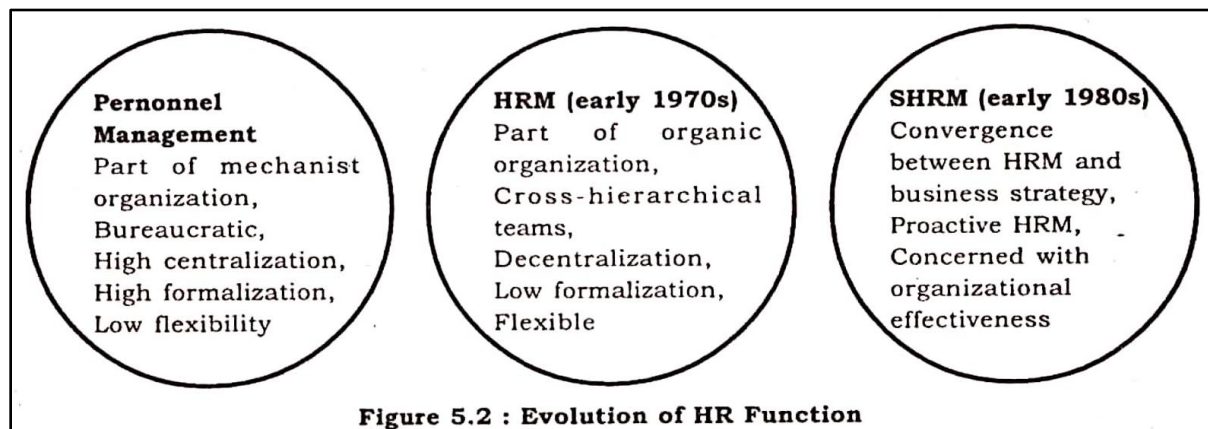 Pernonnel
Management
Part of mechanist
organization,
Bureaucratic,
High centralization,
High formalization,
Low flexibility
HRM (early 1970s)
Part of organic
organization,
Cross-hierarchical
teams,
Decentralization,
Low formalization,
Flexible
SHRM (early 1980s)
Convergence
between HRM and
business strategy,
Proactive HRM,
Concerned with
organizational
effectiveness
Figure 5.2 : Evolution of HR Function